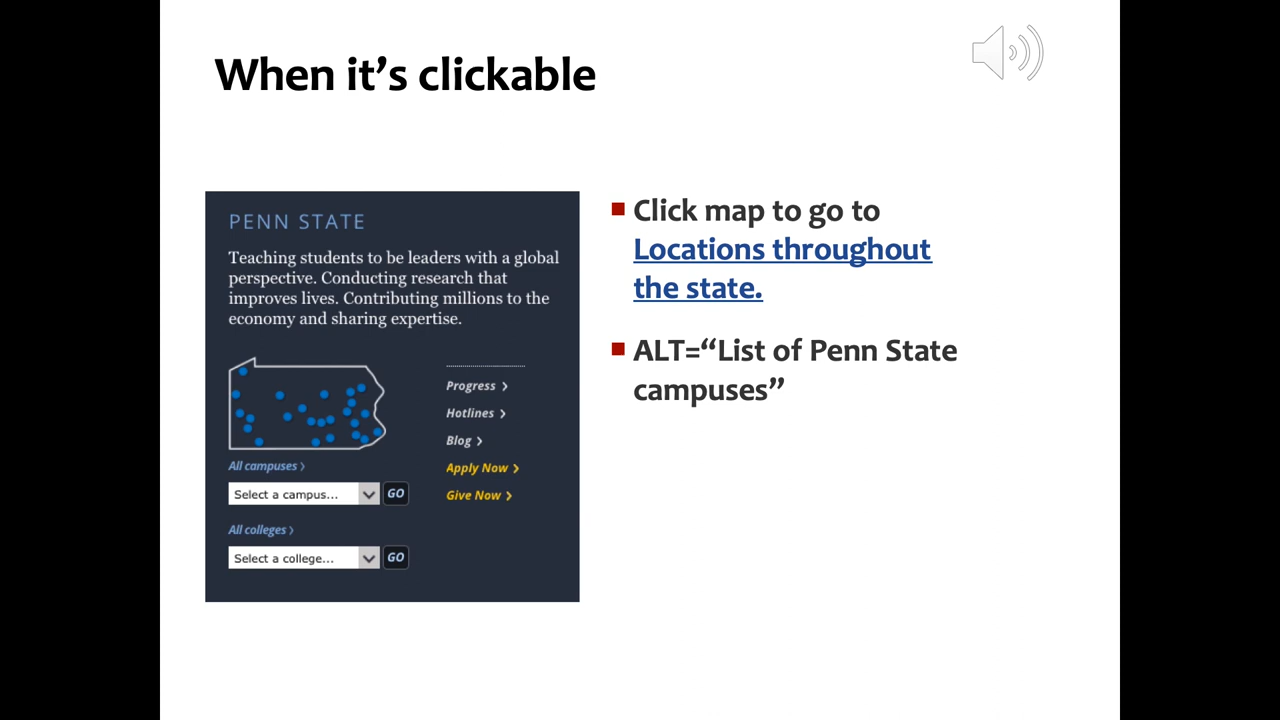 When it's clickable
PENN STATE
Teaching students to be leaders with a global
perspective. Conducting research that
improves lives. Contributing millions to the
economy and sharing expertise.
All campuses ›
Select a campus...
GO
All colleges ›
Select a college...
GO
Progress ›
Hotlines ›
Blog ›
Apply Now ›
Give Now ›
Click map to go to
Locations throughout
the state.
ALT=“List of Penn State
campuses”